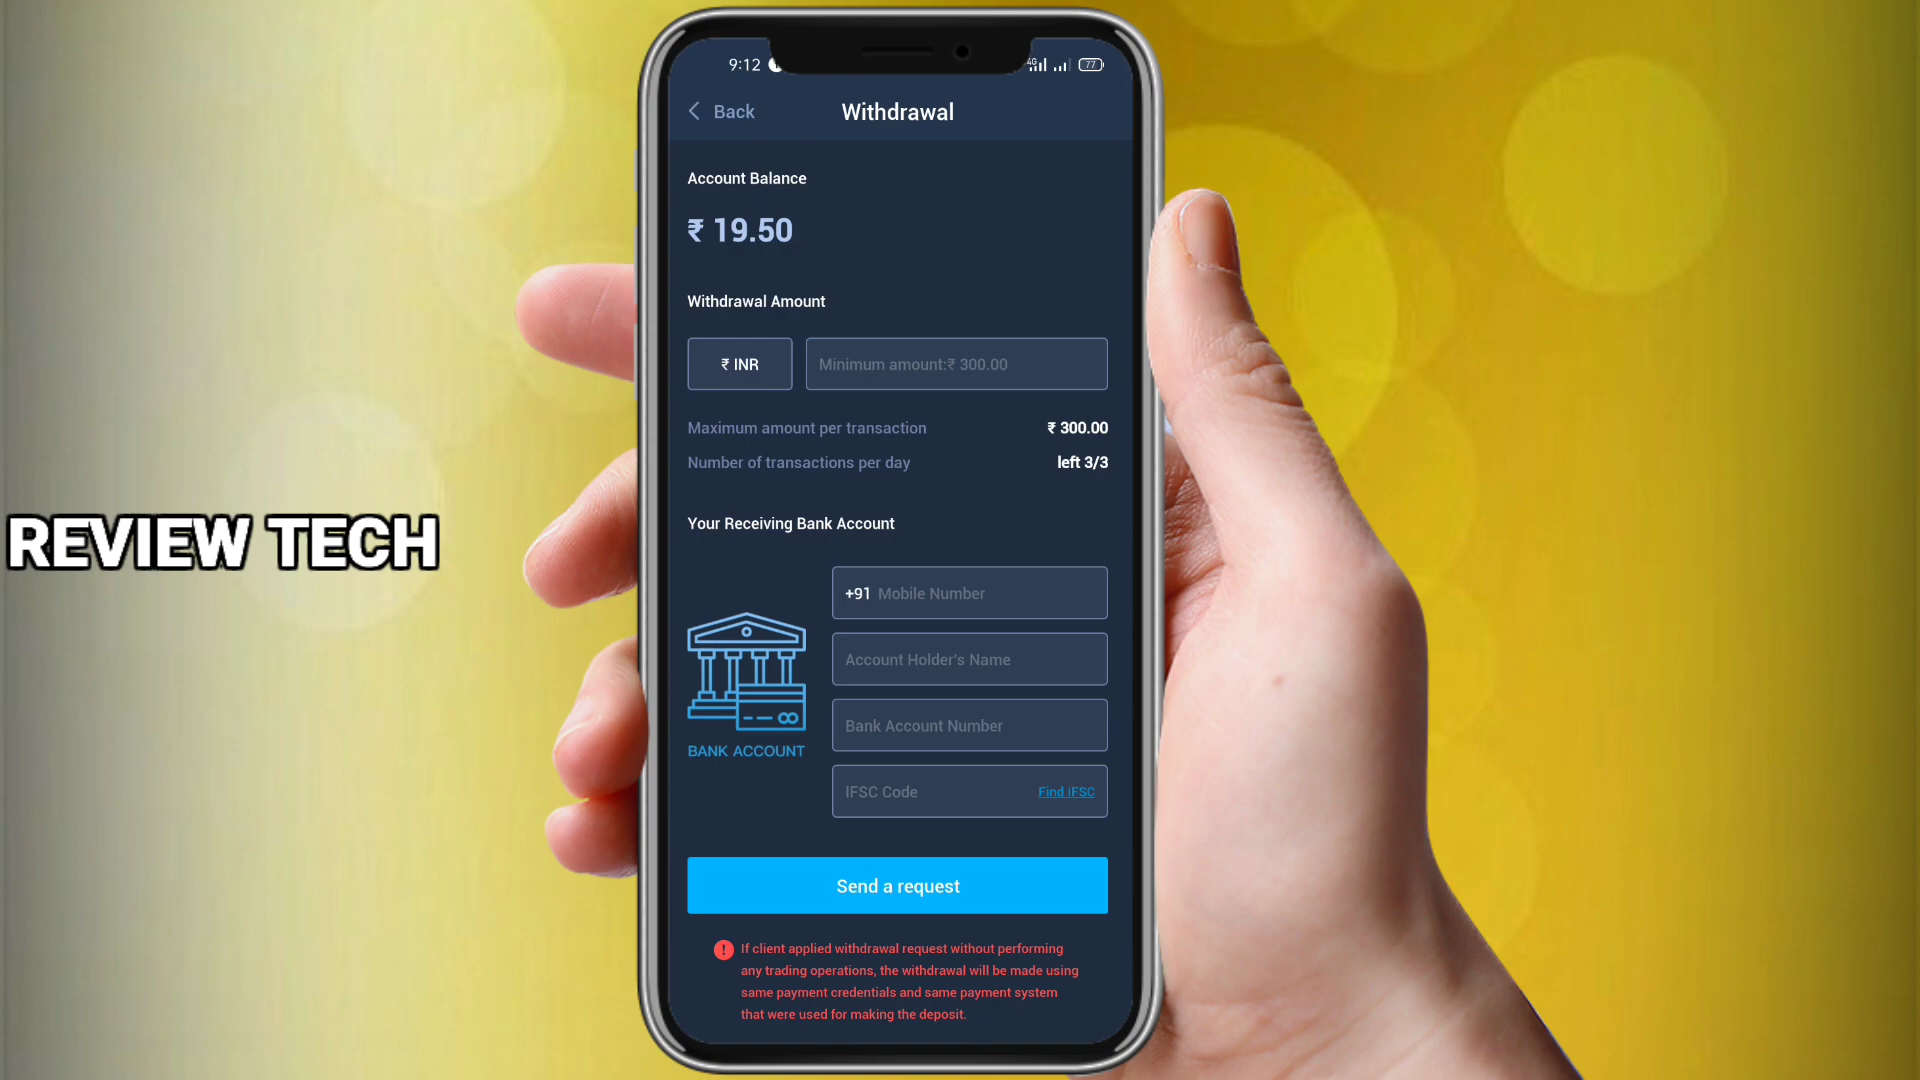 9:12
4G
77
Back
Withdrawal
Account Balance
₹ 19.50
Withdrawal Amount
₹ INR
Minimum amount:₹ 300.00
Maximum amount per transaction
₹ 300.00
Number of transactions per day
left 3/3
Your Receiving Bank Account
+91 Mobile Number
Account Holder's Name
Bank Account Number
IFSC Code
Find IFSC
BANK ACCOUNT
Send a request
If client applied withdrawal request without performing
any trading operations, the withdrawal will be made using
same payment credentials and same payment system
that were used for making the deposit.
REVIEW TECH